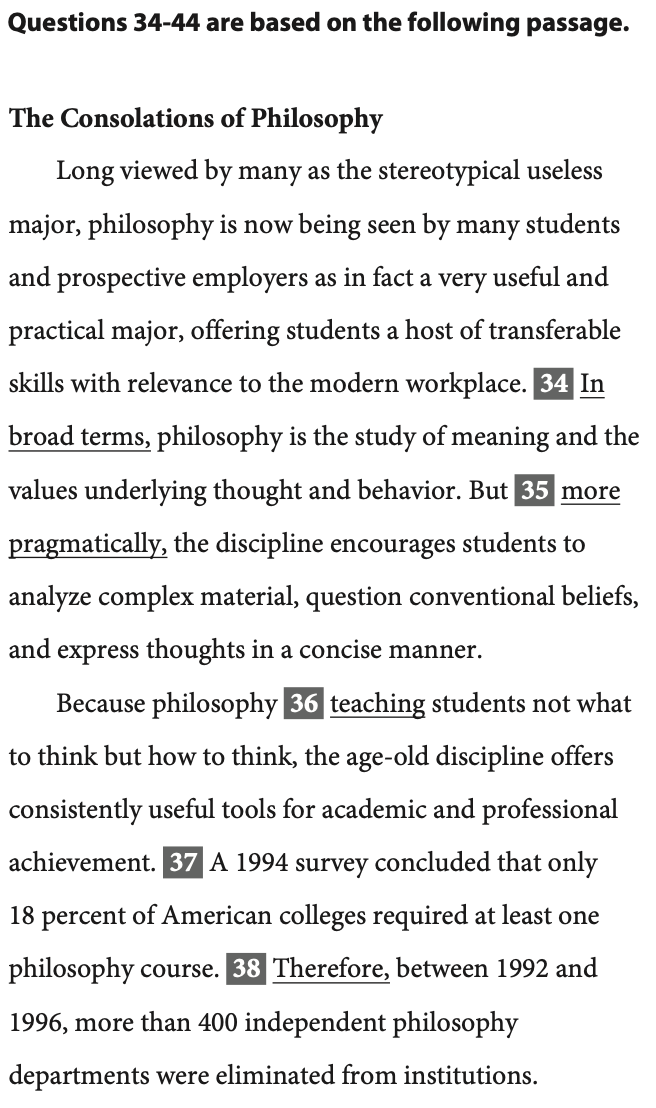 Questions 34-44 are based on the following passage.
The Consolations of Philosophy
Long viewed by many as the stereotypical useless
major, philosophy is now being seen by many students
and prospective employers as in fact a very useful and
practical major, offering students a host of transferable
skills with relevance to the modern workplace. 34 In
broad terms, philosophy is the study of meaning and the
values underlying thought and behavior. But 35 more
pragmatically, the discipline encourages students to
analyze complex material, question conventional beliefs,
and express thoughts in a concise manner.
Because philosophy 36 teaching students not what
to think but how to think, the age-old discipline offers
consistently useful tools for academic and professional
achievement. 37 A 1994 survey concluded that only
18 percent of American colleges required at least one
philosophy course. 38 Therefore, between 1992 and
1996, more than 400 independent philosophy
departments were eliminated from institutions.